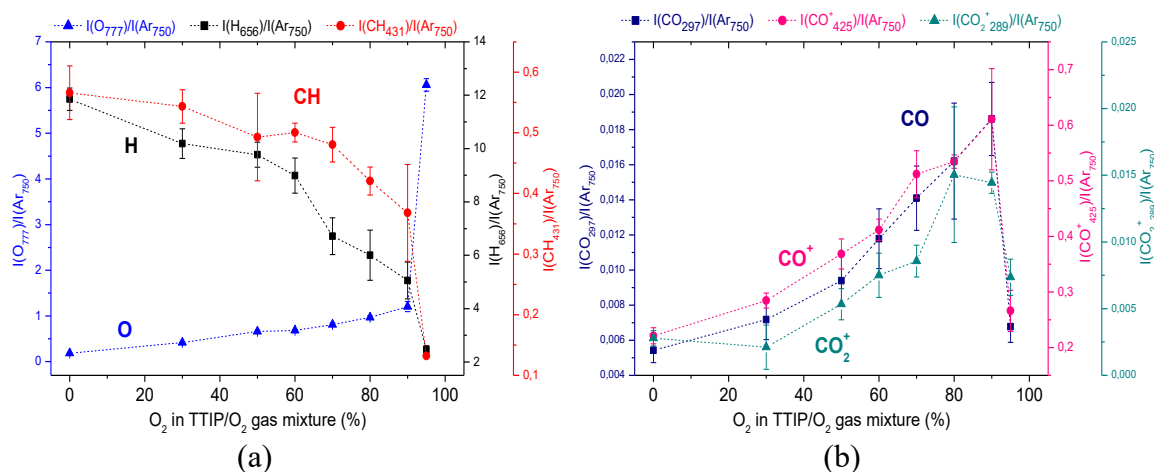 I(O777)/I(Ar750) I(H656)/I(Ar750) I(CH431)/I(Ar750)
7
6
5
4
3
2
1
0
I(O777)/I(Ar750)
14
12
10
8
6
4
2
I(H656)/I(Ar750)
0,6
0,5
0,4
0,3
0,2
0,1
I(CH431)/I(Ar750)
CH
H
O
0 20 40 60 80 100
O2 in TTIP/O2 gas mixture (%)
(a)
I(CO297)/I(Ar750) I(CO+425)/I(Ar750) I(CO2+289)/I(Ar750)
0,022
0,020
0,018
0,016
0,014
0,012
0,010
0,008
0,006
0,004
I(CO297)/I(Ar750)
0,7
0,6
0,5
0,4
0,3
0,2
I(CO+425)/I(Ar750)
0,025
0,020
0,015
0,010
0,005
0,000
I(CO2+289)/I(Ar750)
CO
CO+
CO2+
0 20 40 60 80 100
O2 in TTIP/O2 gas mixture (%)
(b)